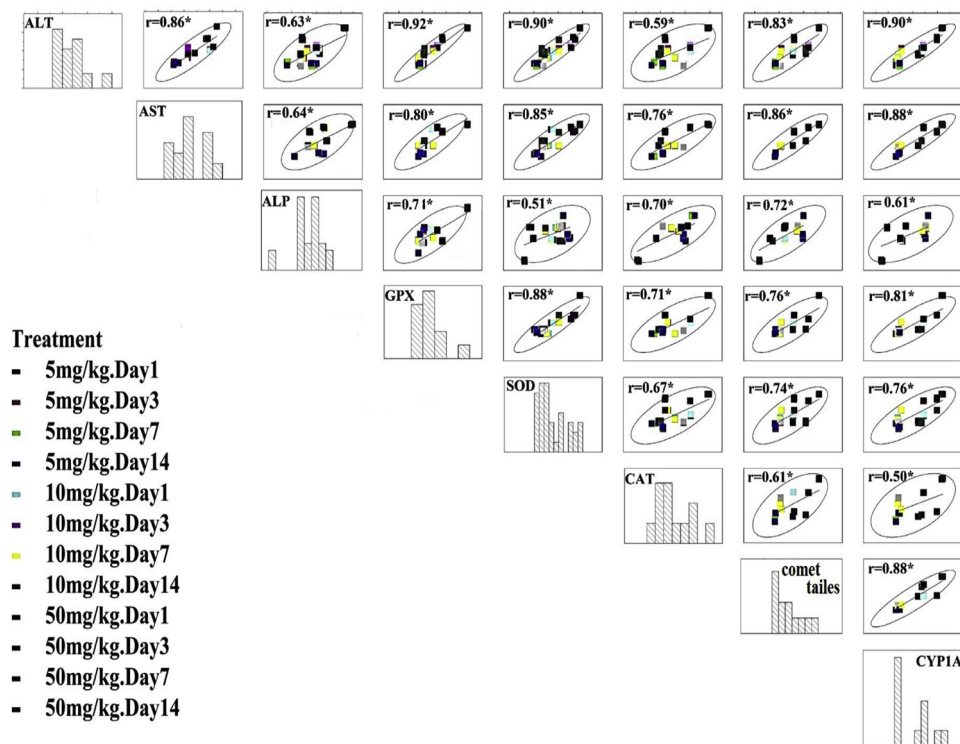 ALT
r=0.86*
r=0.63*
r=0.92*
r=0.90*
r=0.59*
r=0.83*
r=0.90*
AST
r=0.64*
r=0.80*
r=0.85*
r=0.76*
r=0.86*
r=0.88*
ALP
r=0.71*
r=0.51*
r=0.70*
r=0.72*
r=0.61*
GPX
r=0.88*
r=0.71*
r=0.76*
r=0.81*
SOD
r=0.67*
r=0.74*
r=0.76*
CAT
r=0.61*
r=0.50*
comet
tailes
r=0.88*
CYP1A
Treatment
5mg/kg.Day1
5mg/kg.Day3
5mg/kg.Day7
5mg/kg.Day14
10mg/kg.Day1
10mg/kg.Day3
10mg/kg.Day7
10mg/kg.Day14
50mg/kg.Day1
50mg/kg.Day3
50mg/kg.Day7
50mg/kg.Day14